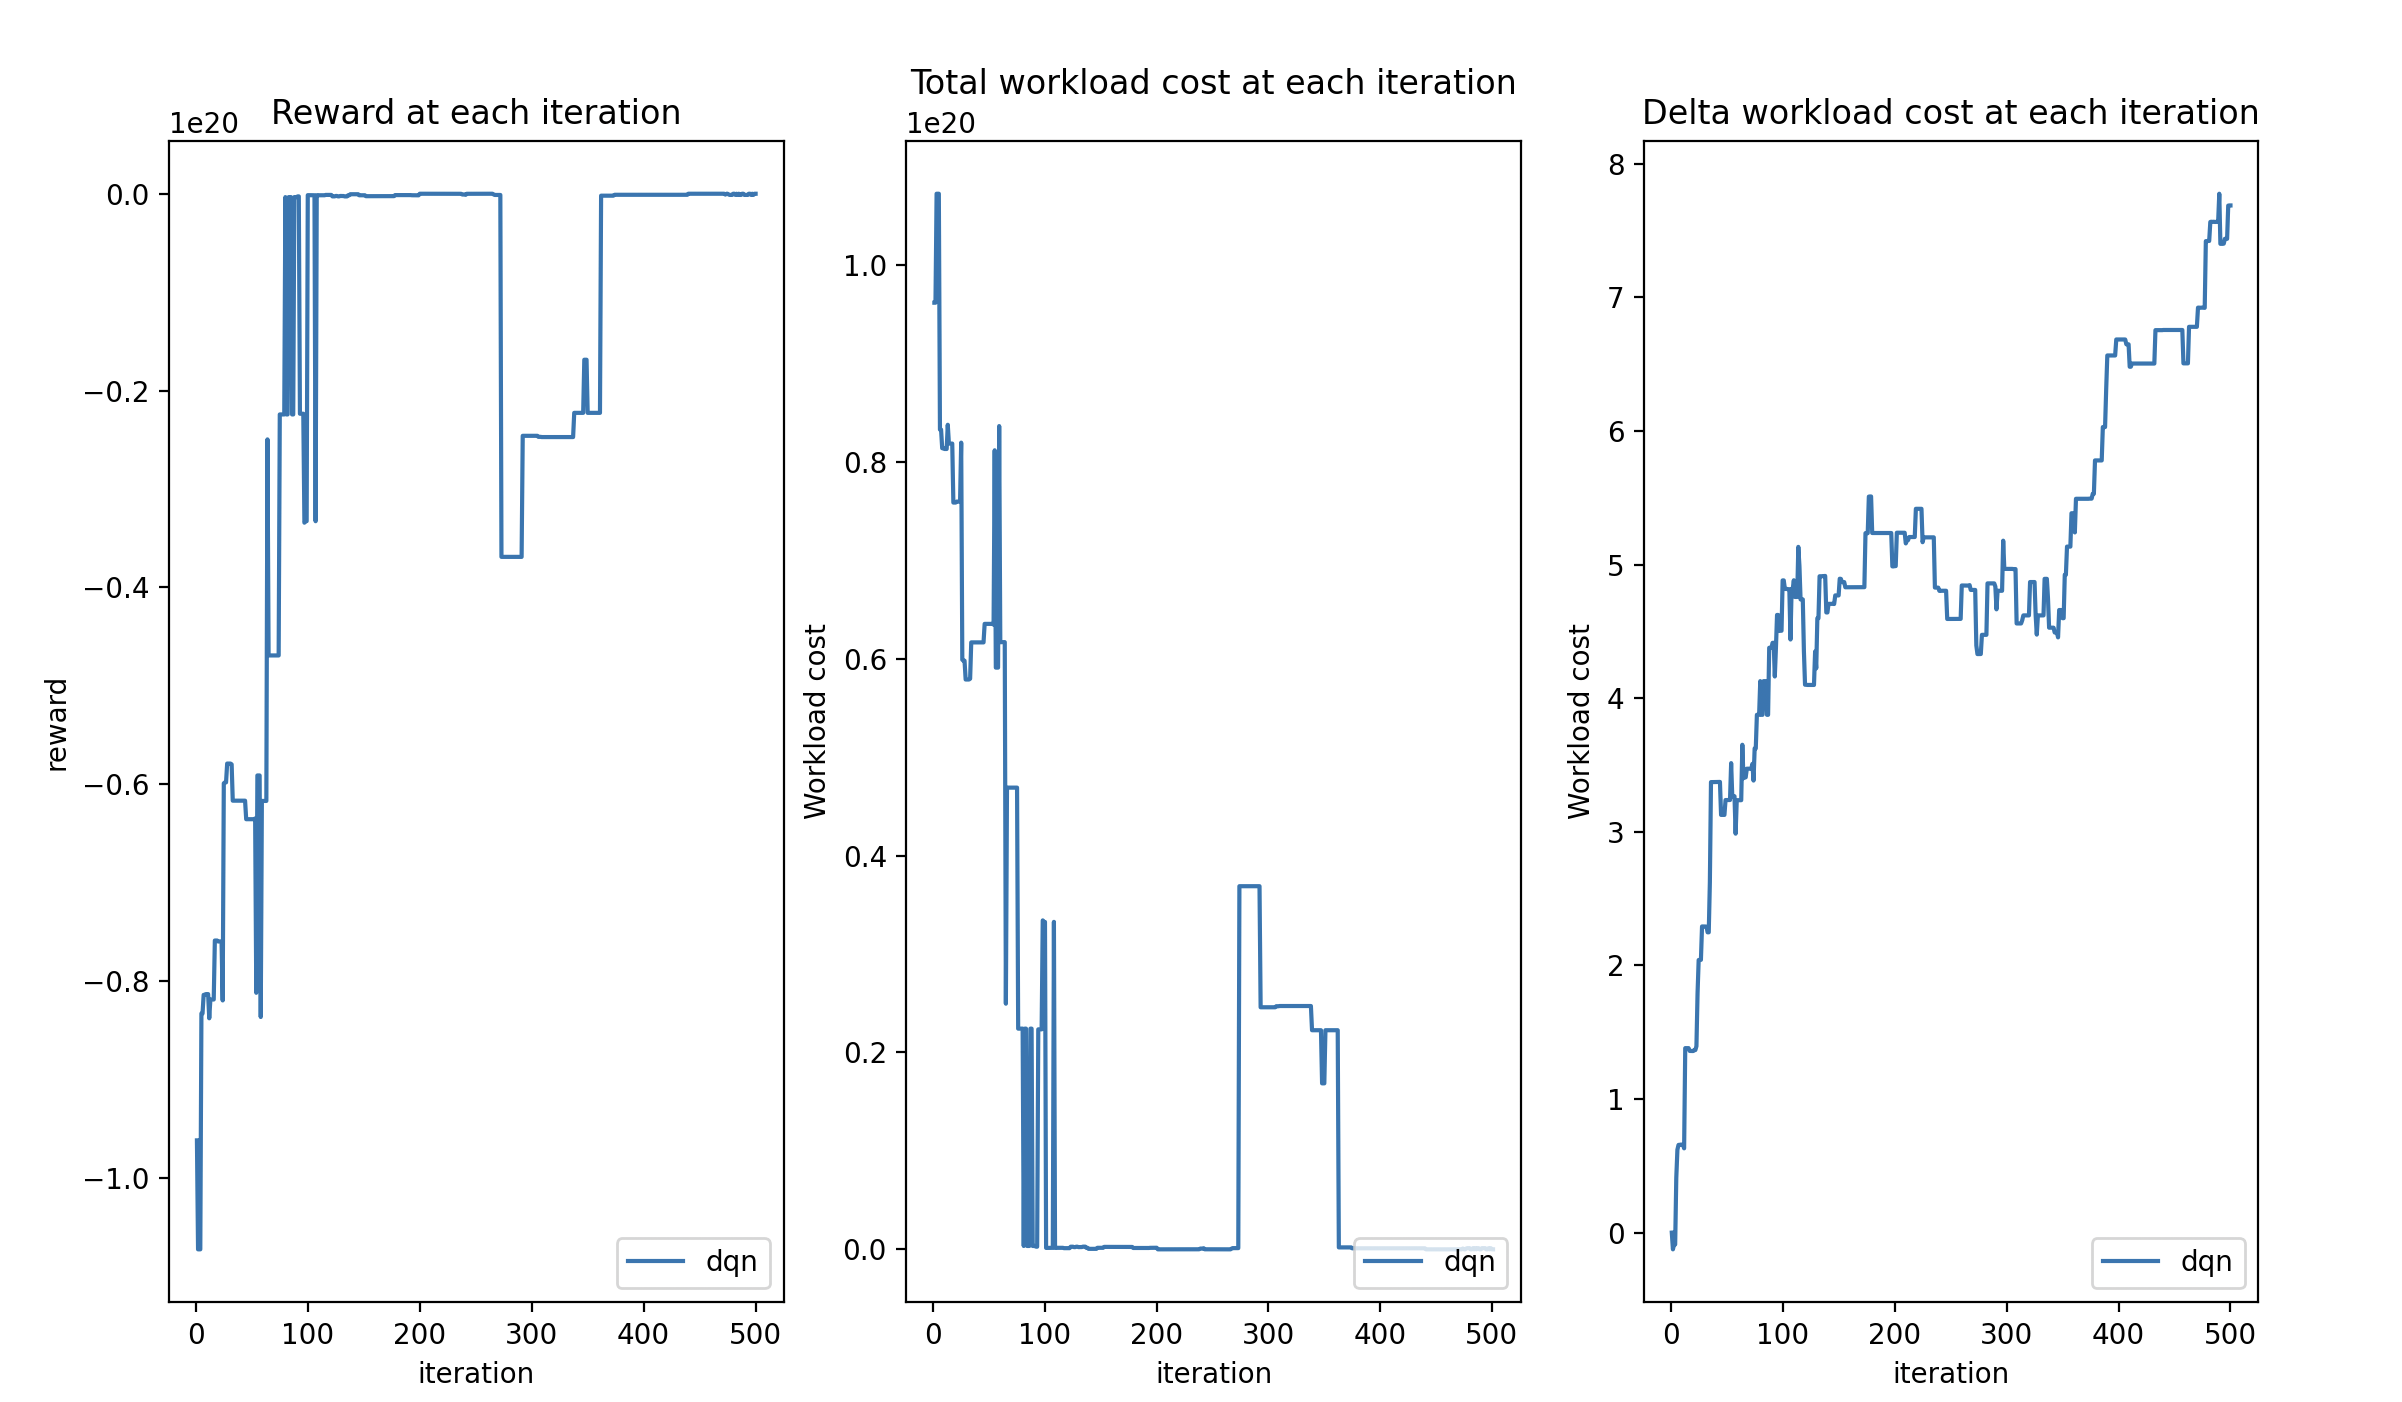 Reward at each iteration
1e20
0.0
−0.2
−0.4
−0.6
−0.8
−1.0
reward
0 100 200 300 400 500
iteration
dqn
Total workload cost at each iteration
1e20
1.0
0.8
0.6
0.4
0.2
0.0
Workload cost
0 100 200 300 400 500
iteration
dqn
Delta workload cost at each iteration
8
7
6
5
4
3
2
1
0
Workload cost
0 100 200 300 400 500
iteration
dqn